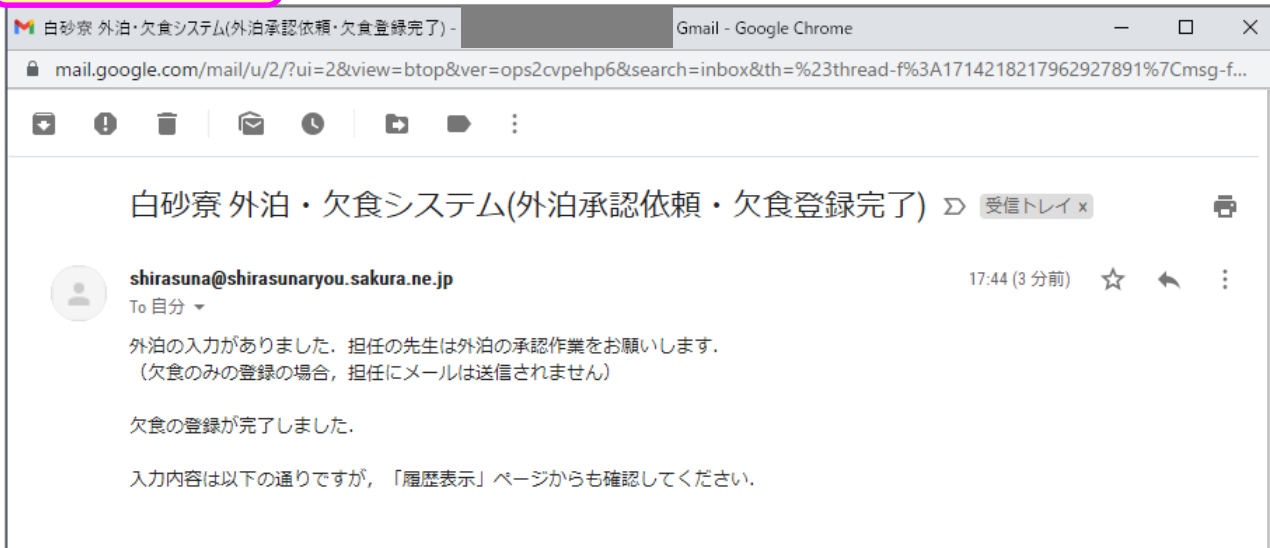 白砂寮 外泊・欠食システム(外泊承認依頼・欠食登録完了) - Gmail - Google Chrome
mail.google.com/mail/u/2/?ui=2&view=btop&ver=ops2cvpehp6&search=inbox&th=%23thread-f%3A1714218217962927891%7Cmsg-f...
白砂寮 外泊・欠食システム(外泊承認依頼・欠食登録完了) 受信トレイ x
shirasuna@shirasunaryou.sakura.ne.jp 17:44 (3 分前)
To 自分
外泊の入力がありました．担任の先生は外泊の承認作業をお願いします．
（欠食のみの登録の場合，担任にメールは送信されません）
欠食の登録が完了しました．
入力内容は以下の通りですが，「履歴表示」ページからも確認してください．